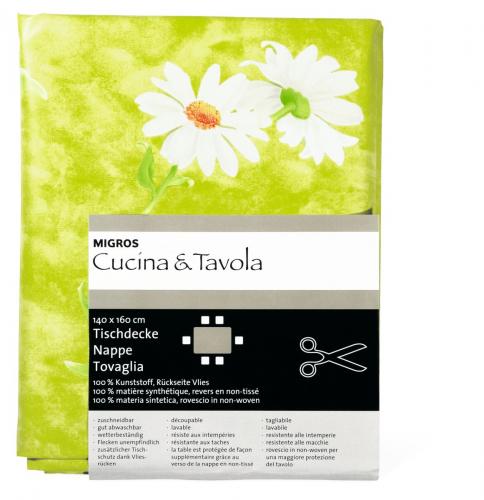 MIGROS
Cucina & Tavola
140 x 160 cm
Tischdecke
Nappe
Tovaglia
100 % Kunststoff, Rückseite Vlies
100 % matière synthétique, revers en non-tissé
100 % materia sintetica, rovescio in non-woven
· zuschneidbar
· gut abwaschbar
· wetterbeständig
· Flecken unempfindlich
· zusätzlicher Tisch-
schutz dank Vlies-
rücken
· découpable
· lavable
· résiste aux intempéries
· résistante aux taches
· la table est protégée de façon
supplémentaire grâce au
verso de la nappe en non-tissé
· tagliabile
· lavabile
· resistente alle intemperie
· resistente alle macchie
· rovescio in non-woven per
una maggiore protezione
del tavolo